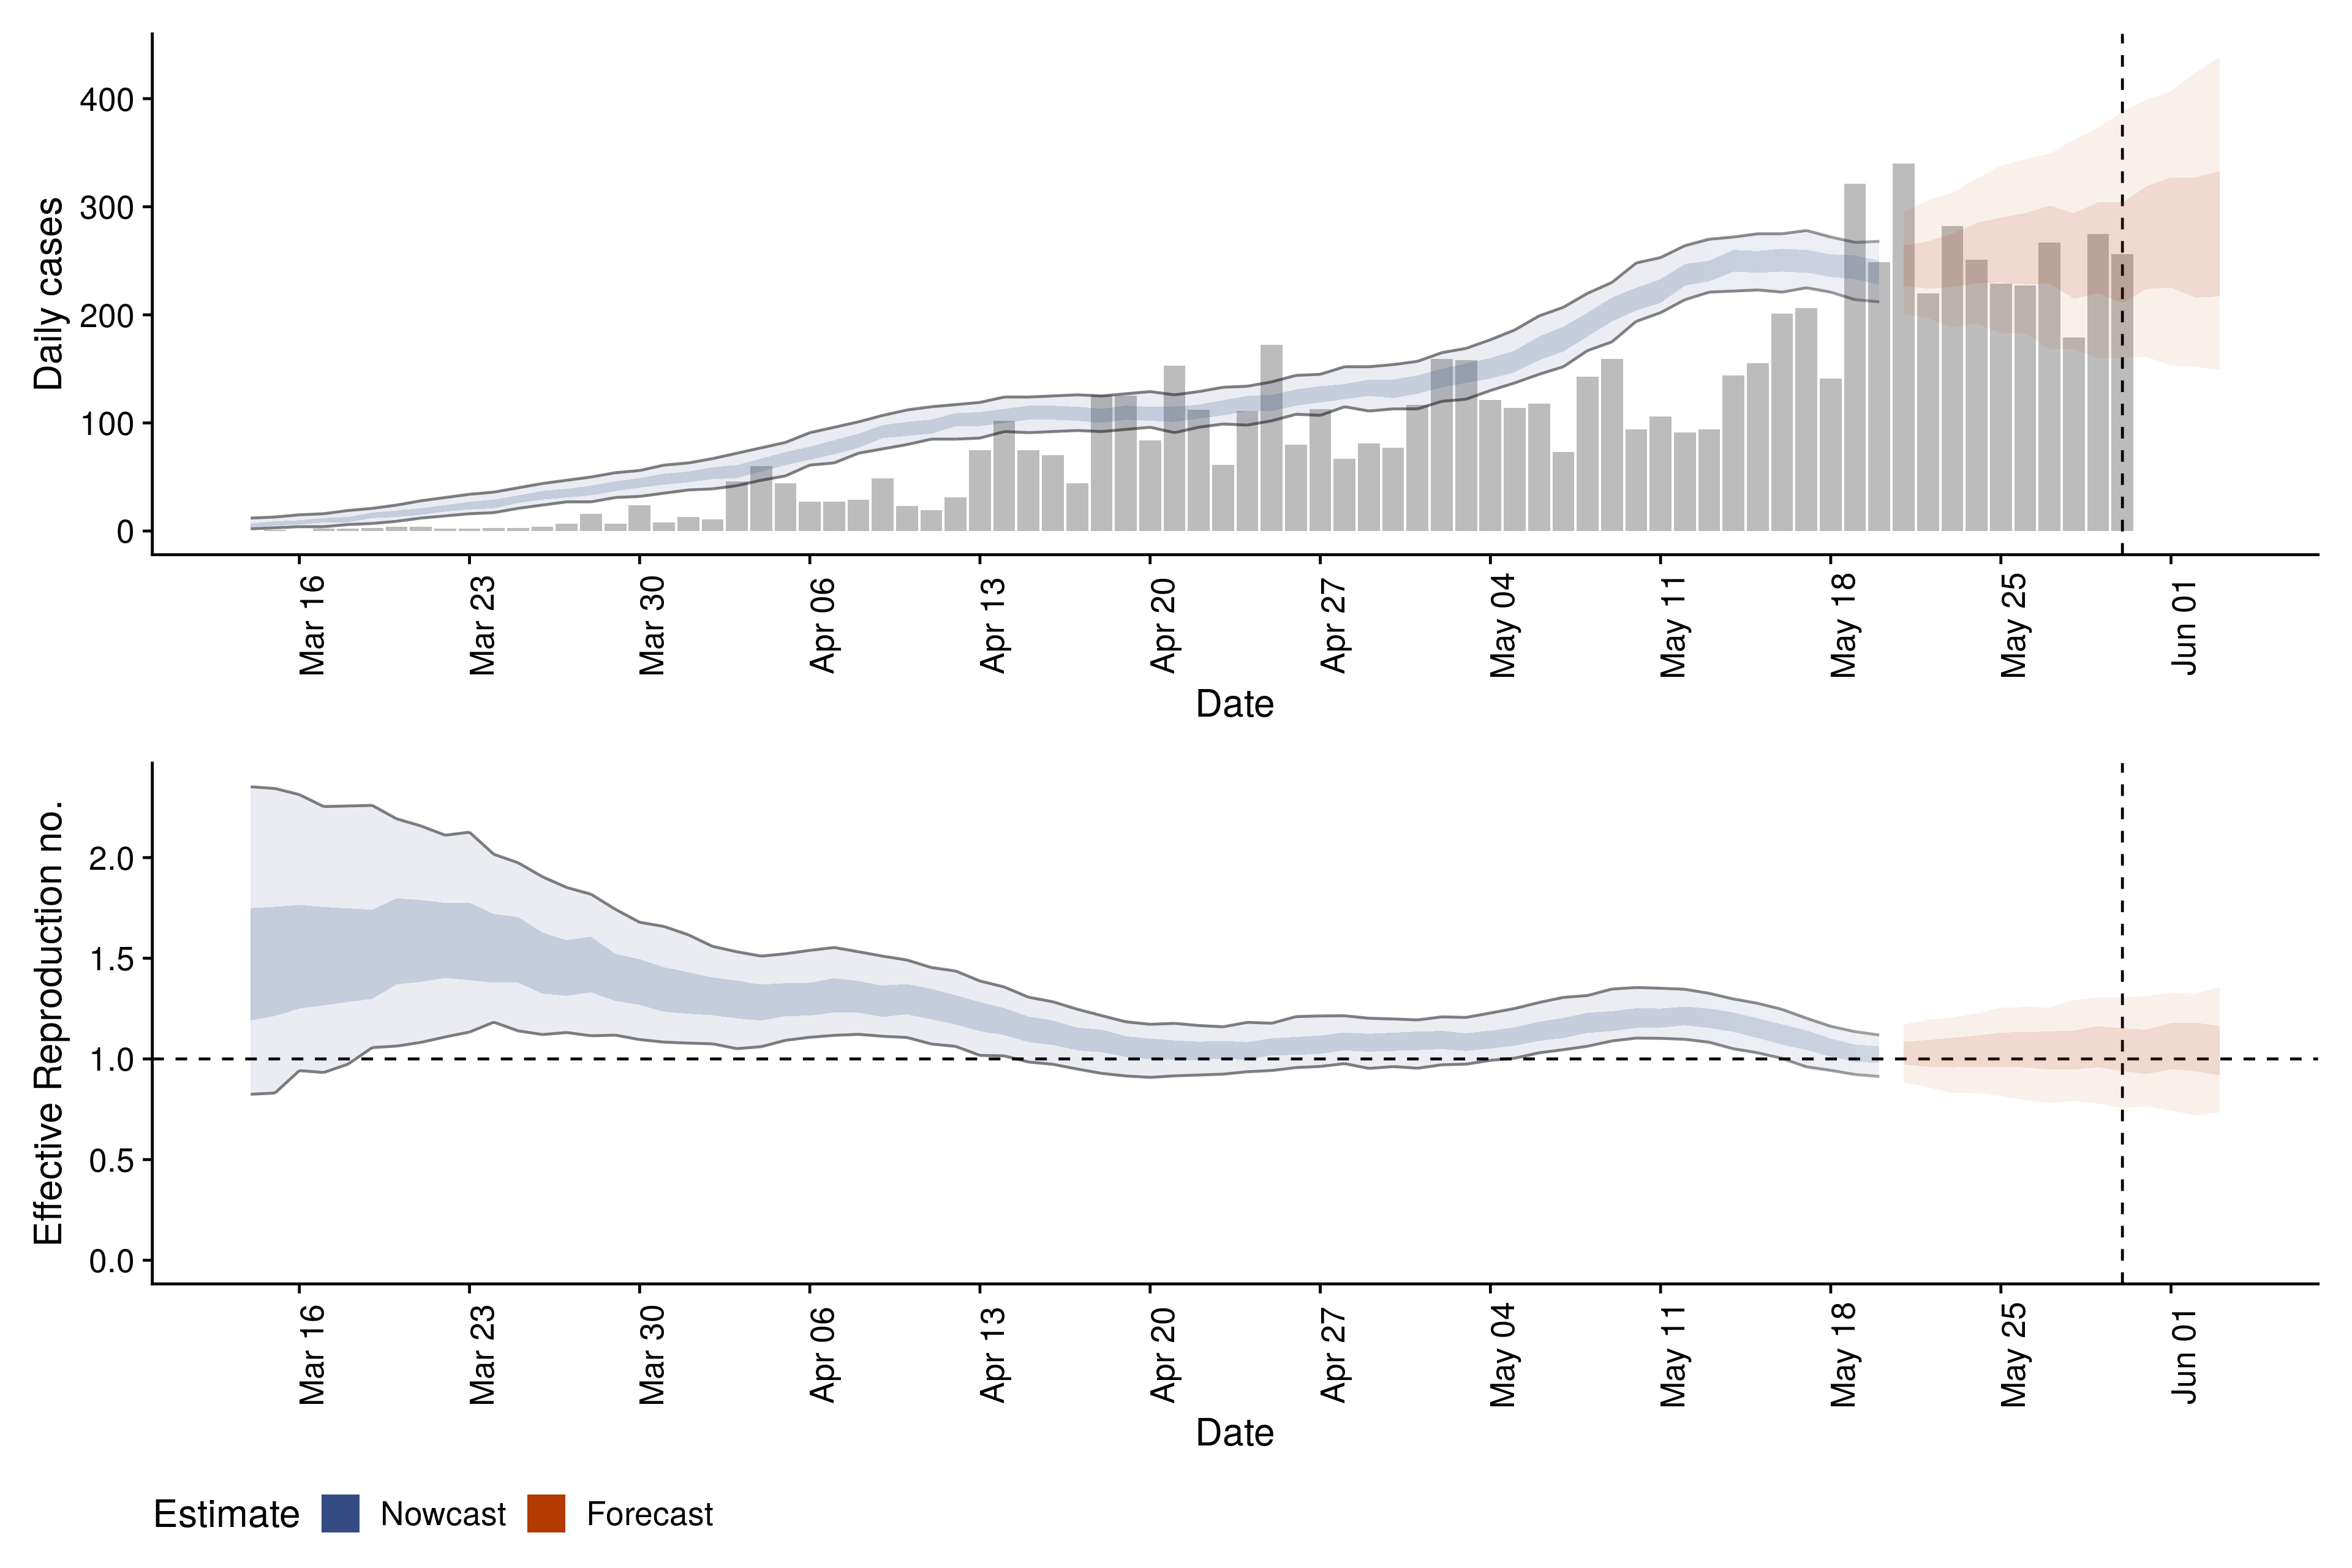 Daily cases
400
300
200
100
0
Mar 16
Mar 23
Mar 30
Apr 06
Apr 13
Apr 20
Apr 27
May 04
May 11
May 18
May 25
Jun 01
Date
Effective Reproduction no.
2.0
1.5
1.0
0.5
0.0
Mar 16
Mar 23
Mar 30
Apr 06
Apr 13
Apr 20
Apr 27
May 04
May 11
May 18
May 25
Jun 01
Date
Estimate Nowcast Forecast